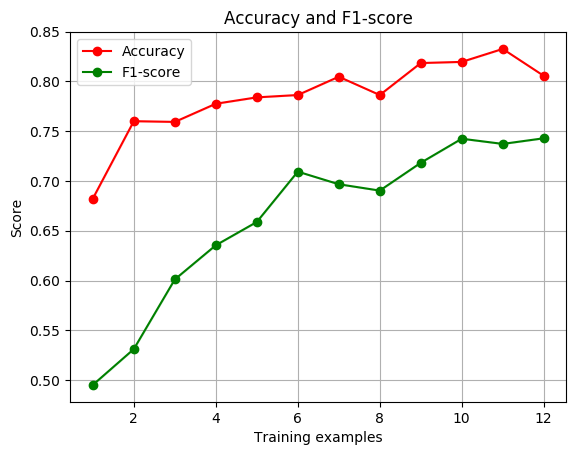 Accuracy and F1-score
Accuracy
F1-score
Score
0.85
0.80
0.75
0.70
0.65
0.60
0.55
0.50
2 4 6 8 10 12
Training examples